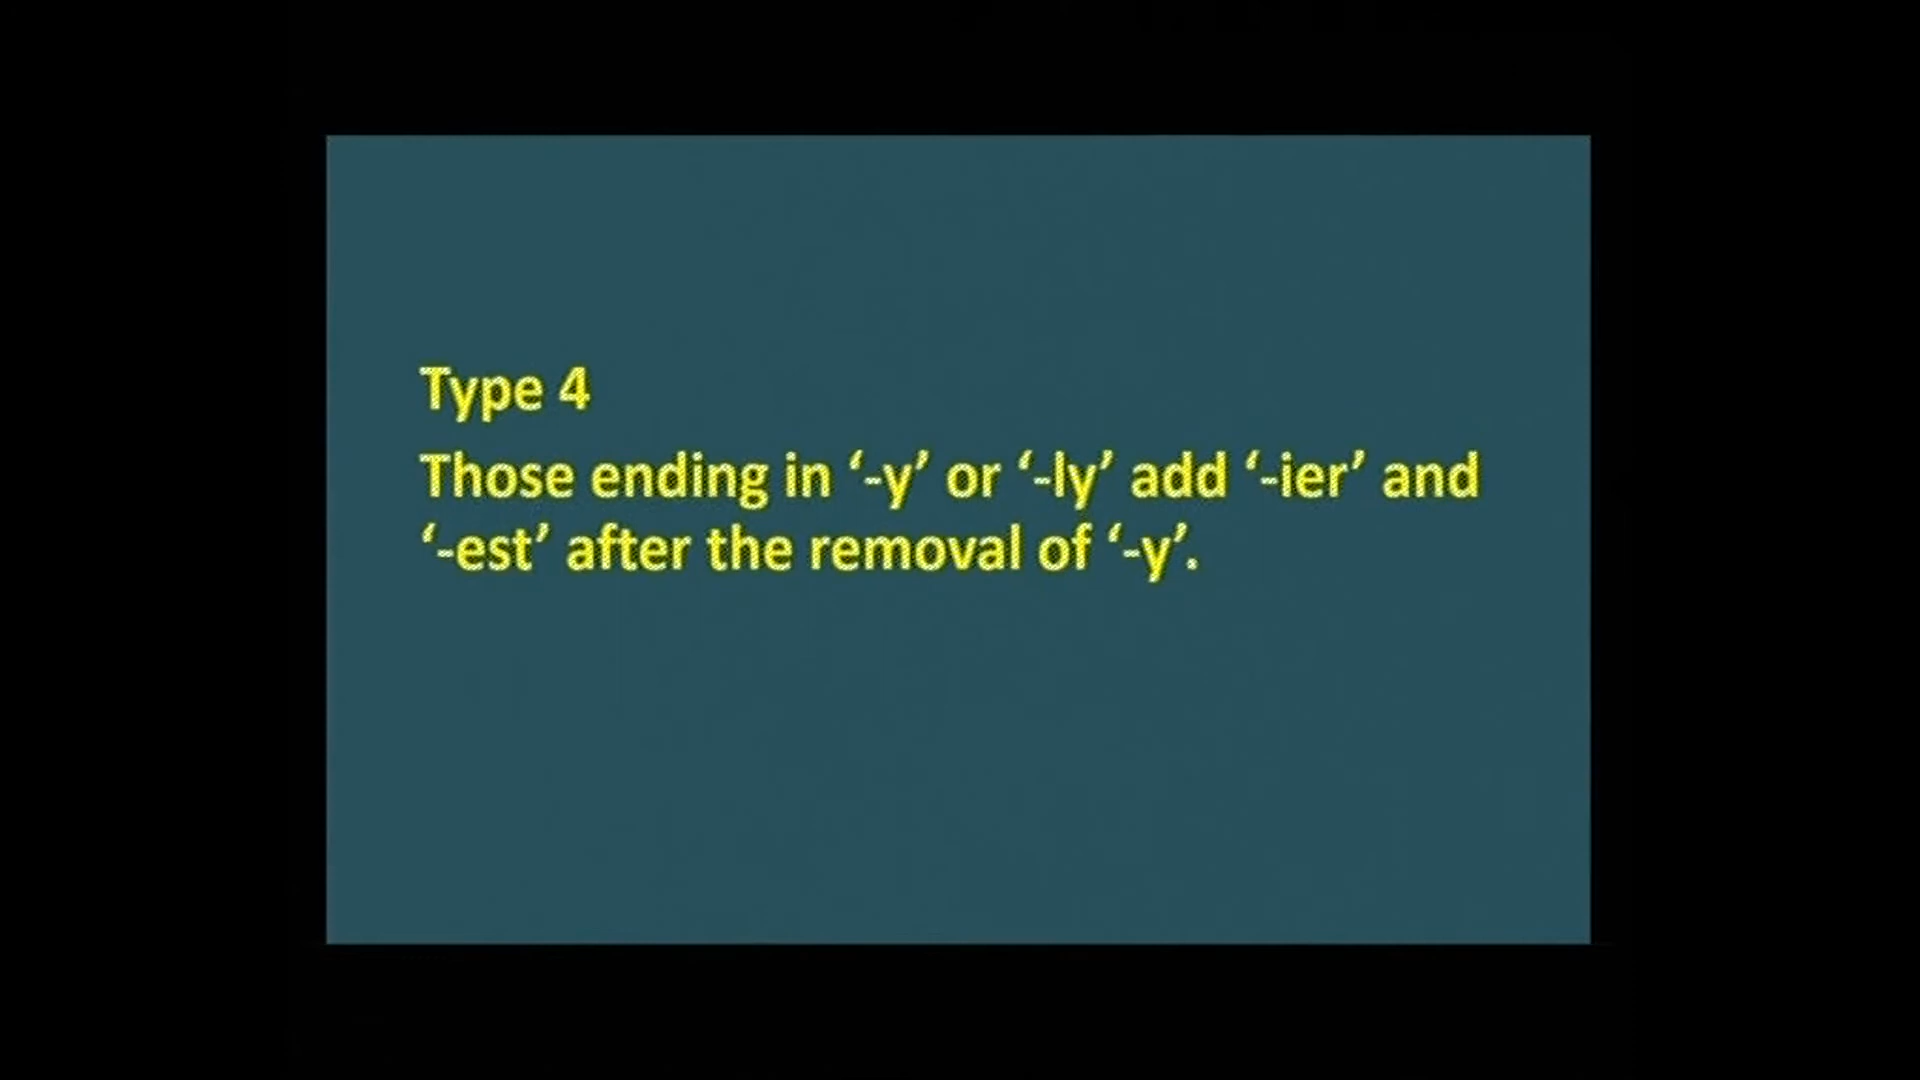 Type 4
Those ending in ‘-y’ or ‘-ly’ add ‘-ier’ and
‘-est’ after the removal of ‘-y’.